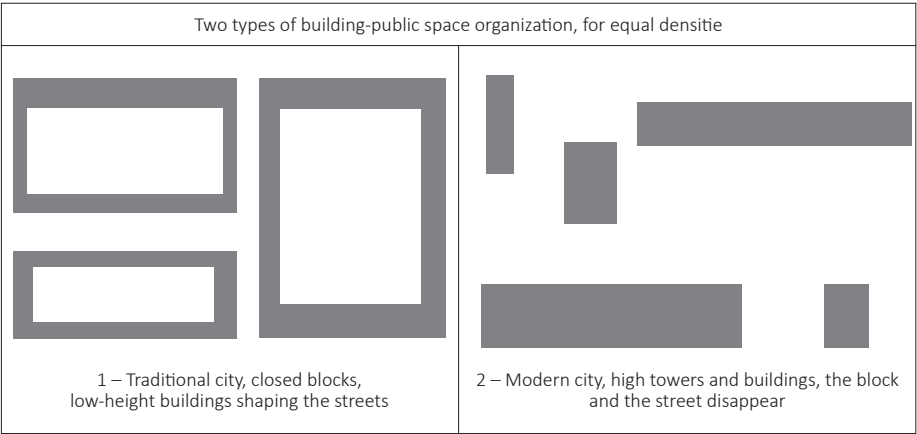 Two types of building-public space organization, for equal densitie
1 – Traditional city, closed blocks,
low-height buildings shaping the streets
2 – Modern city, high towers and buildings, the block
and the street disappear